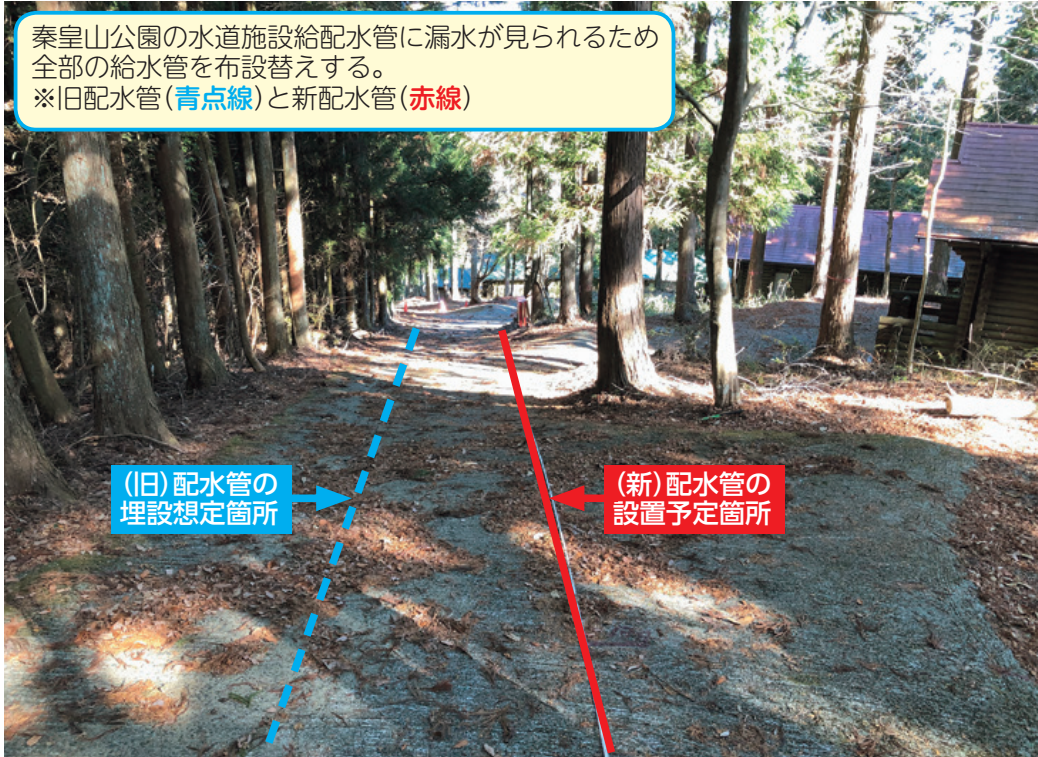 秦皇山公園の水道施設給配水管に漏水が見られるため
全部の給水管を布設替えする。
※旧配水管(青点線)と新配水管(赤線)
(旧)配水管の
埋設想定箇所
(新)配水管の
設置予定箇所